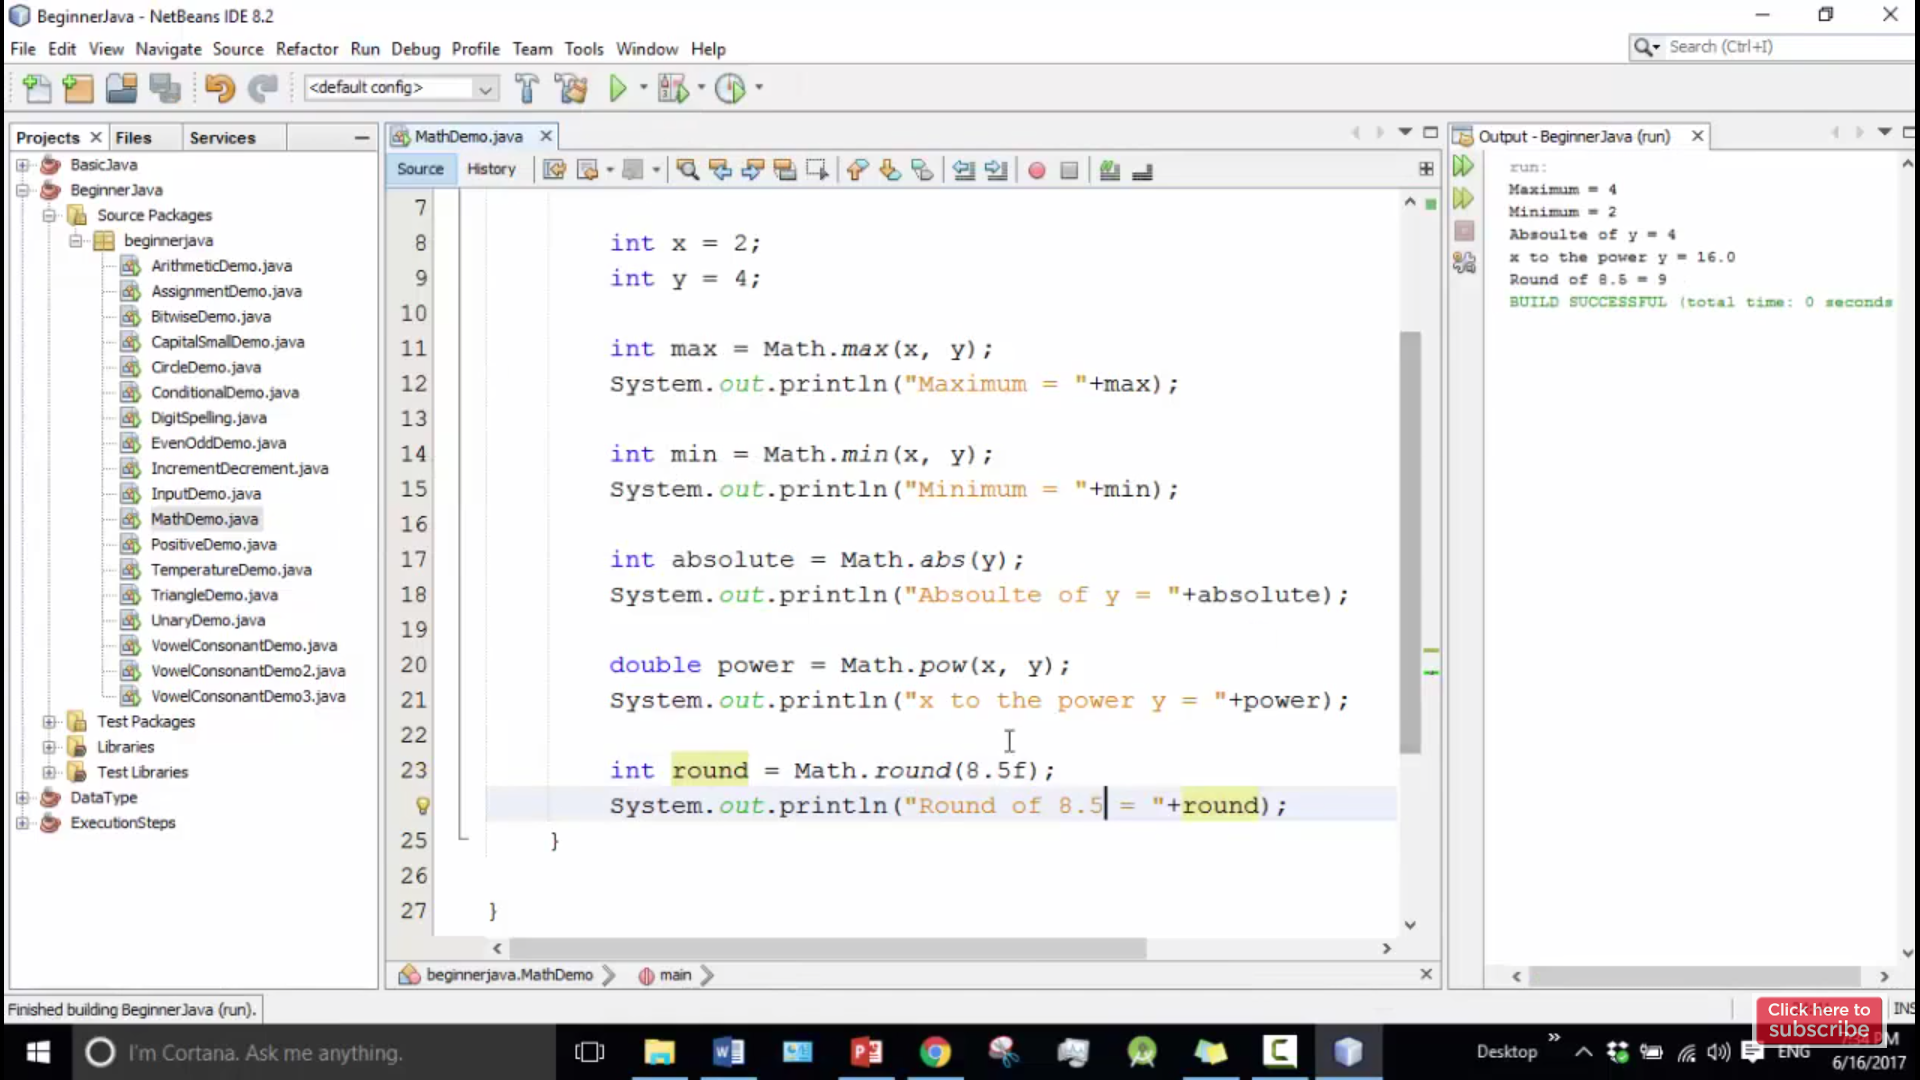 BeginnerJava - NetBeans IDE 8.2
File Edit View Navigate Source Refactor Run Debug Profile Team Tools Window Help
Search (Ctrl+I)
<default config>
Projects Files Services
BasicJava
BeginnerJava
Source Packages
beginnerjava
ArithmeticDemo.java
AssignmentDemo.java
BitwiseDemo.java
CapitalSmallDemo.java
CircleDemo.java
ConditionalDemo.java
DigitSpelling.java
EvenOddDemo.java
IncrementDecrement.java
InputDemo.java
MathDemo.java
PositiveDemo.java
TemperatureDemo.java
TriangleDemo.java
UnaryDemo.java
VowelConsonantDemo.java
VowelConsonantDemo2.java
VowelConsonantDemo3.java
Test Packages
Libraries
Test Libraries
DataType
ExecutionSteps
MathDemo.java
Source History
7
8 int x = 2;
9 int y = 4;
10
11 int max = Math.max(x, y);
12 System.out.println("Maximum = "+max);
13
14 int min = Math.min(x, y);
15 System.out.println("Minimum = "+min);
16
17 int absolute = Math.abs(y);
18 System.out.println("Absoulte of y = "+absolute);
19
20 double power = Math.pow(x, y);
21 System.out.println("x to the power y = "+power);
22
23 int round = Math.round(8.5f);
System.out.println("Round of 8.5 = "+round);
25 }
26
27 }
beginnerjava.MathDemo main
Output - BeginnerJava (run)
run:
Maximum = 4
Minimum = 2
Absoulte of y = 4
x to the power y = 16.0
Round of 8.5 = 9
BUILD SUCCESSFUL (total time: 0 seconds
Finished building BeginnerJava (run).
INS
Click here to
subscribe
I'm Cortana. Ask me anything.
Desktop
ENG
6/16/2017